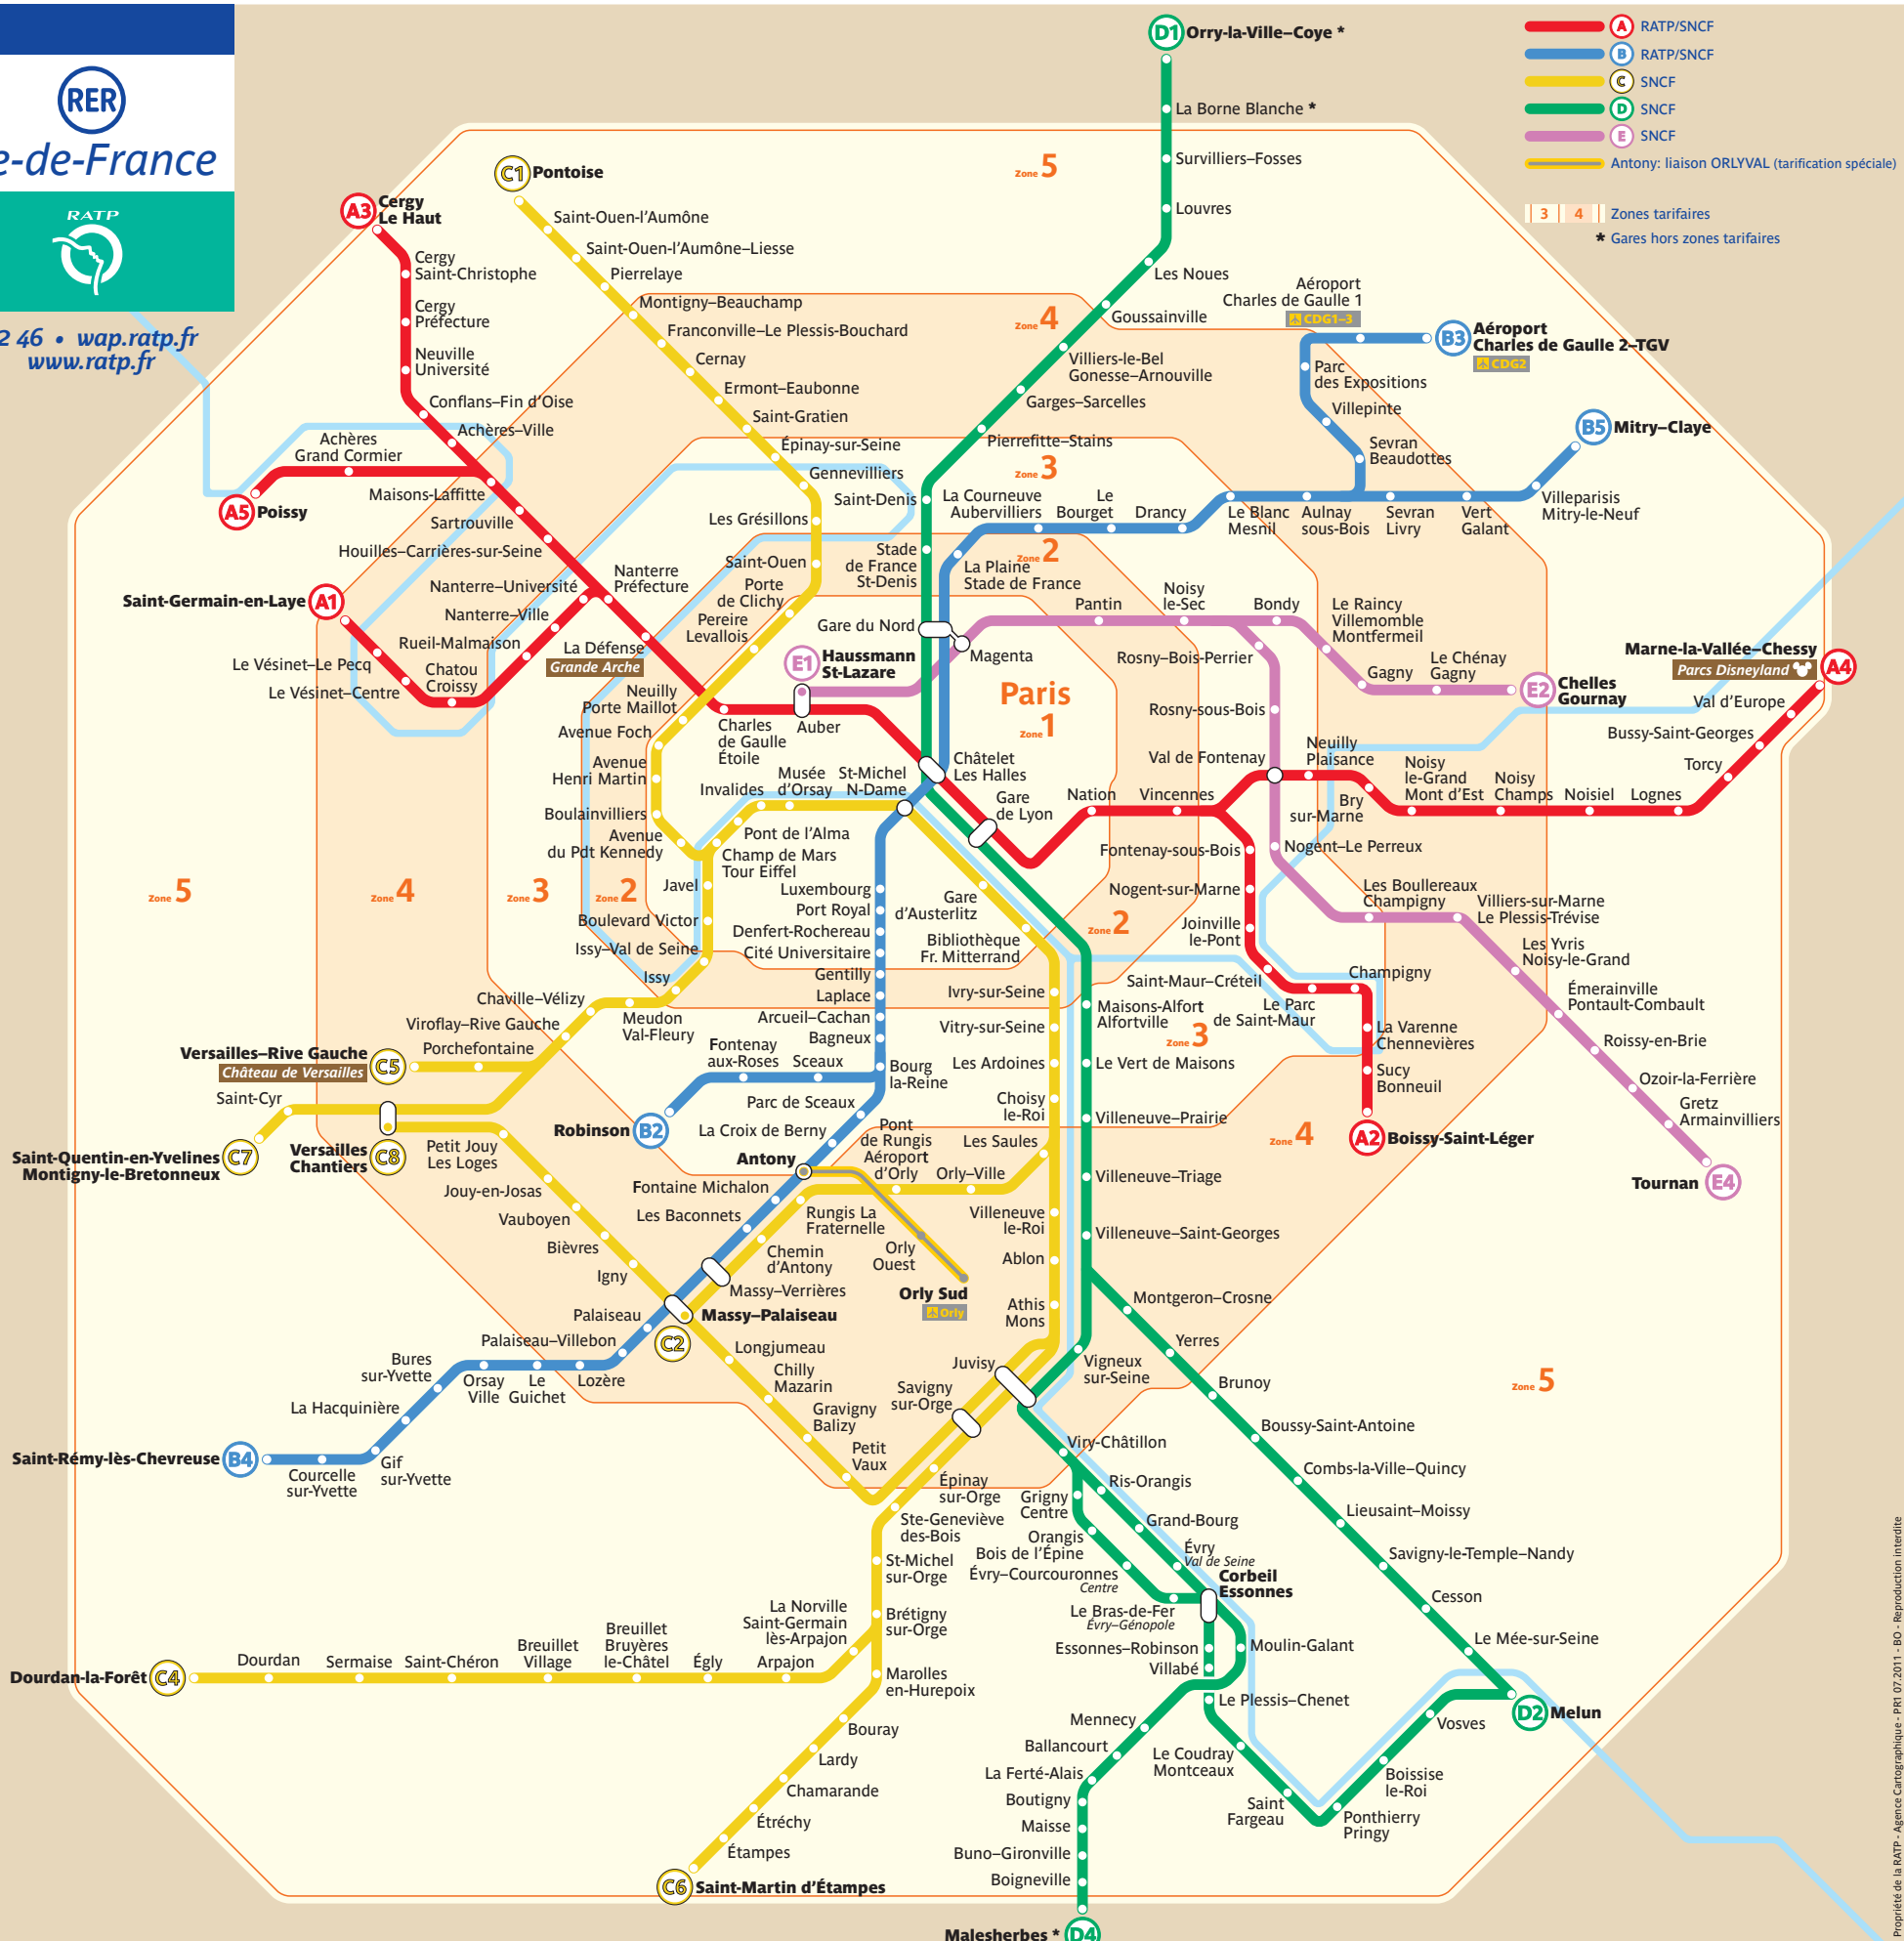 RER
e-de-France
RATP
2 46 • wap.ratp.fr
www.ratp.fr
A RATP/SNCF
B RATP/SNCF
C SNCF
D SNCF
E SNCF
Antony: liaison ORLYVAL (tarification spéciale)
3 4 Zones tarifaires
* Gares hors zones tarifaires
D1 Orry-la-Ville–Coye *
La Borne Blanche *
Survilliers–Fosses
Louvres
Les Noues
Goussainville
Villiers-le-Bel
Gonesse–Arnouville
Garges–Sarcelles
Pierrefitte–Stains
Saint-Denis
Stade
de France
St-Denis
Zone 5
Zone 4
Zone 3
Zone 2
Paris
Zone 1
C1 Pontoise
Saint-Ouen-l'Aumône
Saint-Ouen-l'Aumône–Liesse
Pierrelaye
Montigny–Beauchamp
Franconville–Le Plessis-Bouchard
Cernay
Ermont–Eaubonne
Saint-Gratien
Épinay-sur-Seine
Gennevilliers
Les Grésillons
Saint-Ouen
Porte
de Clichy
Pereire
Levallois
Neuilly
Porte Maillot
Avenue Foch
Avenue
Henri Martin
Boulainvilliers
Avenue
du Pdt Kennedy
A3 Cergy
Le Haut
Cergy
Saint-Christophe
Cergy
Préfecture
Neuville
Université
Conflans–Fin d'Oise
Achères–Ville
Achères
Grand Cormier
A5 Poissy
Maisons-Laffitte
Sartrouville
Houilles–Carrières-sur-Seine
Nanterre–Université
Nanterre
Préfecture
Nanterre–Ville
Rueil-Malmaison
La Défense
Grande Arche
Saint-Germain-en-Laye A1
Le Vésinet–Le Pecq
Le Vésinet–Centre
Chatou
Croissy
Charles
de Gaulle
Étoile
Auber
E1 Haussmann
St-Lazare
Gare du Nord
Magenta
Châtelet
Les Halles
Gare
de Lyon
Nation
Vincennes
Aéroport
Charles de Gaulle 1
CDG1–3
B3 Aéroport
Charles de Gaulle 2–TGV
CDG2
Parc
des Expositions
Villepinte
Sevran
Beaudottes
B5 Mitry–Claye
Villeparisis
Mitry-le-Neuf
Vert
Galant
Sevran
Livry
Aulnay
sous-Bois
Le Blanc
Mesnil
Drancy
Le
Bourget
La Courneuve
Aubervilliers
La Plaine
Stade de France
Pantin
Noisy
le-Sec
Bondy
Le Raincy
Villemomble
Montfermeil
Gagny
Le Chénay
Gagny
E2 Chelles
Gournay
Rosny–Bois-Perrier
Rosny-sous-Bois
Val de Fontenay
Nogent–Le Perreux
Les Boullereaux
Champigny
Villiers-sur-Marne
Le Plessis-Trévise
Les Yvris
Noisy-le-Grand
Émerainville
Pontault-Combault
Roissy-en-Brie
Ozoir-la-Ferrière
Gretz
Armainvilliers
Tournan E4
Marne-la-Vallée–Chessy A4
Parcs Disneyland
Val d'Europe
Bussy-Saint-Georges
Torcy
Lognes
Noisiel
Noisy
Champs
Noisy
le-Grand
Mont d'Est
Bry
sur-Marne
Neuilly
Plaisance
Fontenay-sous-Bois
Nogent-sur-Marne
Joinville
le-Pont
Saint-Maur–Créteil
Le Parc
de Saint-Maur
Champigny
La Varenne
Chennevières
Sucy
Bonneuil
A2 Boissy-Saint-Léger
Invalides
Musée
d'Orsay
St-Michel
N-Dame
Pont de l'Alma
Champ de Mars
Tour Eiffel
Javel
Boulevard Victor
Issy–Val de Seine
Issy
Meudon
Val-Fleury
Chaville–Vélizy
Viroflay–Rive Gauche
Porchefontaine
Versailles–Rive Gauche C5
Château de Versailles
Saint-Cyr
Saint-Quentin-en-Yvelines
Montigny-le-Bretonneux C7
Versailles
Chantiers C8
Petit Jouy
Les Loges
Jouy-en-Josas
Vauboyen
Bièvres
Igny
Zone 5
Zone 4
Zone 3
Zone 2
Luxembourg
Port Royal
Denfert-Rochereau
Cité Universitaire
Gentilly
Laplace
Arcueil–Cachan
Bagneux
Bourg
la-Reine
Fontenay
aux-Roses
Sceaux
Robinson B2
Parc de Sceaux
La Croix de Berny
Antony
Fontaine Michalon
Les Baconnets
Massy–Verrières
Massy–Palaiseau
C2
Palaiseau
Palaiseau–Villebon
Lozère
Le
Guichet
Orsay
Ville
Bures
sur-Yvette
La Hacquinière
Gif
sur-Yvette
Courcelle
sur-Yvette
Saint-Rémy-lès-Chevreuse B4
Gare
d'Austerlitz
Bibliothèque
Fr. Mitterrand
Ivry-sur-Seine
Vitry-sur-Seine
Les Ardoines
Choisy
le-Roi
Les Saules
Orly–Ville
Pont
de Rungis
Aéroport
d'Orly
Rungis La
Fraternelle
Chemin
d'Antony
Orly
Ouest
Orly Sud
Orly
Villeneuve
le-Roi
Ablon
Athis
Mons
Juvisy
Savigny
sur-Orge
Zone 2
Zone 3
Zone 4
Zone 5
Maisons-Alfort
Alfortville
Le Vert de Maisons
Villeneuve–Prairie
Villeneuve–Triage
Villeneuve–Saint-Georges
Montgeron–Crosne
Yerres
Brunoy
Boussy-Saint-Antoine
Combs-la-Ville–Quincy
Lieusaint–Moissy
Savigny-le-Temple–Nandy
Cesson
Le Mée-sur-Seine
D2 Melun
Vosves
Boissise
le-Roi
Ponthierry
Pringy
Saint
Fargeau
Le Coudray
Montceaux
Le Plessis–Chenet
Villabé
Essonnes–Robinson
Moulin-Galant
Corbeil
Essonnes
Vigneux
sur-Seine
Viry-Châtillon
Ris-Orangis
Grand-Bourg
Évry
Val de Seine
Grigny
Centre
Orangis
Bois de l'Épine
Évry–Courcouronnes
Centre
Le Bras-de-Fer
Évry–Génopole
Mennecy
Ballancourt
La Ferté-Alais
Boutigny
Maisse
Buno–Gironville
Boigneville
Malesherbes * D4
Longjumeau
Chilly
Mazarin
Gravigny
Balizy
Petit
Vaux
Épinay
sur-Orge
Ste-Geneviève
des-Bois
St-Michel
sur-Orge
Brétigny
sur-Orge
Marolles
en-Hurepoix
Bouray
Lardy
Chamarande
Étréchy
Étampes
C6 Saint-Martin d'Étampes
La Norville
Saint-Germain
lès-Arpajon
Arpajon
Égly
Breuillet
Bruyères
le-Châtel
Breuillet
Village
Saint-Chéron
Sermaise
Dourdan
Dourdan-la-Forêt C4
Propriété de la RATP - Agence Cartographique - PR1 07.2011 - BO - Reproduction interdite